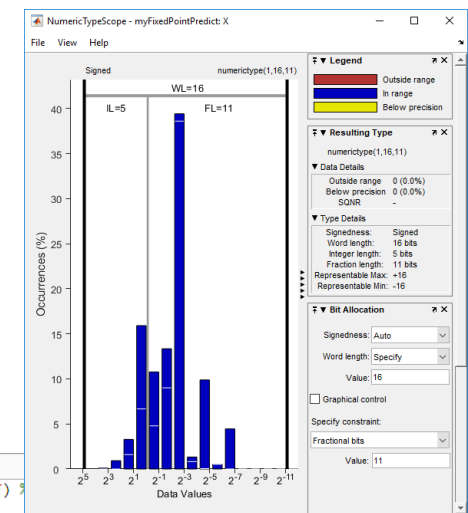 NumericTypeScope - myFixedPointPredict: X
File View Help
Signed numerictype(1,16,11)
WL=16
IL=5 FL=11
Occurrences (%)
40
35
30
25
20
15
10
5
0
2^5 2^3 2^1 2^-1 2^-3 2^-5 2^-7 2^-9 2^-11
Data Values
Legend
Outside range
In range
Below precision
Resulting Type
numerictype(1,16,11)
Data Details
Outside range 0 (0.0%)
Below precision 0 (0.0%)
SQNR -
Type Details
Signedness: Signed
Word length: 16 bits
Integer length: 5 bits
Fraction length: 11 bits
Representable Max: +16
Representable Min: -16
Bit Allocation
Signedness: Auto
Word length: Specify
Value: 16
Graphical control
Specify constraint:
Fractional bits
Value: 11
) %